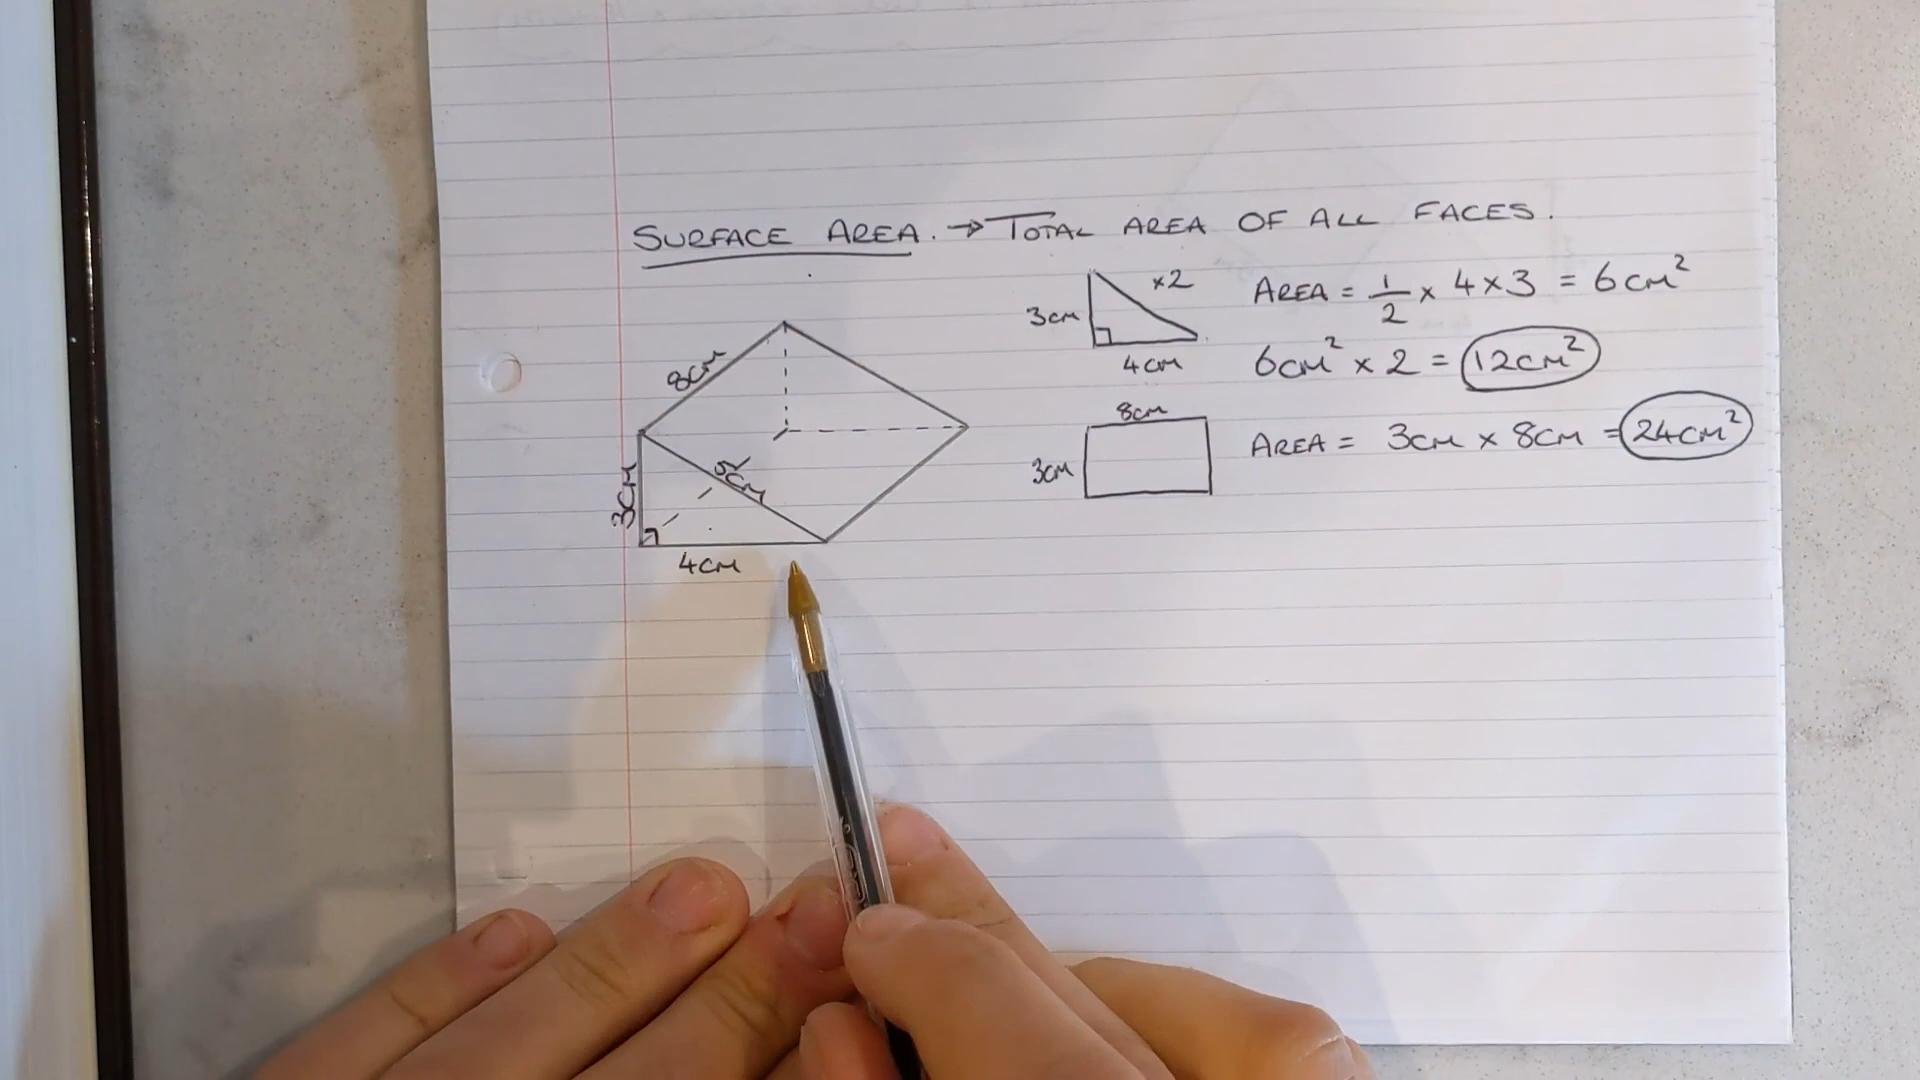 SURFACE AREA. → TOTAL AREA OF ALL FACES.
8cm
3cm
5cm
4cm
×2
3cm
4cm
AREA = 1/2 × 4 × 3 = 6cm²
6cm² × 2 = 12cm²
8cm
3cm
AREA = 3cm × 8cm = 24cm²